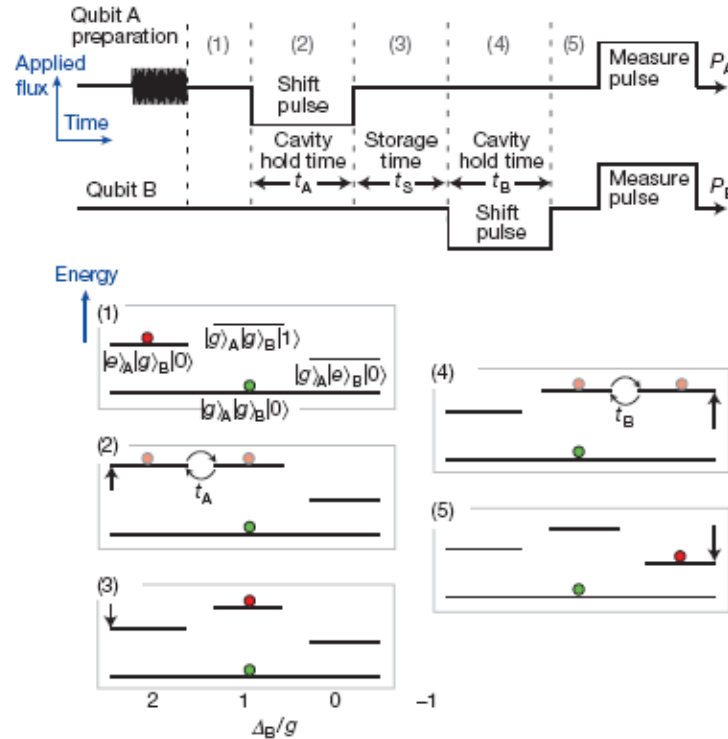 Qubit A
preparation
(1) (2) (3) (4) (5)
Applied
flux
Time
Shift
pulse
Measure
pulse
P_A
Cavity
hold time
t_A
Storage
time
t_S
Cavity
hold time
t_B
Qubit B
Shift
pulse
Measure
pulse
P_B
Energy
(1)
|e⟩_A|g⟩_B|0⟩
|g⟩_A|g⟩_B|1⟩
|g⟩_A|e⟩_B|0⟩
|g⟩_A|g⟩_B|0⟩
(2)
t_A
(3)
(4)
t_B
(5)
2 1 0 −1
Δ_B/g